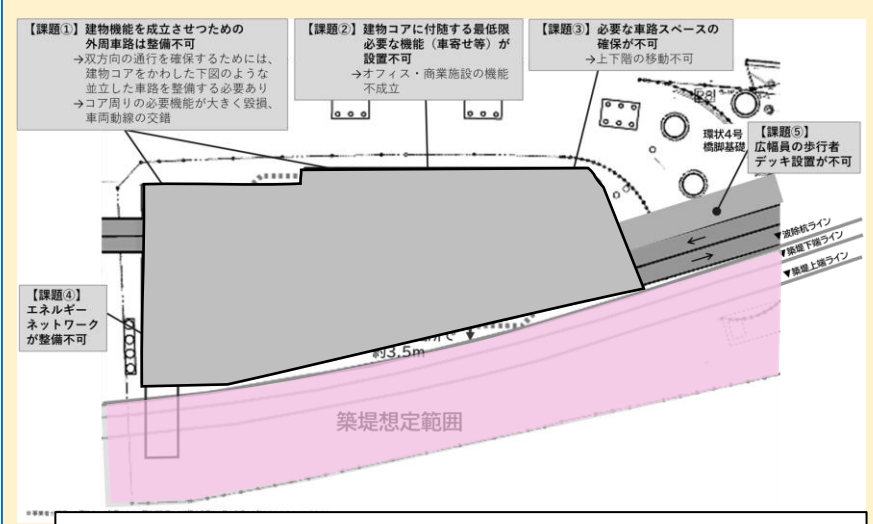 【課題①】建物機能を成立させつための
外周車路は整備不可
→双方向の通行を確保するためには、
建物コアをかわした下図のような
並立した車路を整備する必要あり
→コア周りの必要機能が大きく毀損、
車両動線の交錯
【課題②】建物コアに付随する最低限
必要な機能（車寄せ等）が
設置不可
→オフィス・商業施設の機能
不成立
【課題③】必要な車路スペースの
確保が不可
→上下階の移動不可
環状4号
橋脚基礎
【課題⑤】
広幅員の歩行者
デッキ設置が不可
▼波除杭ライン
▼築堤下端ライン
▼築堤上端ライン
←
→
【課題④】
エネルギー
ネットワーク
が整備不可
約3.5m
築堤想定範囲